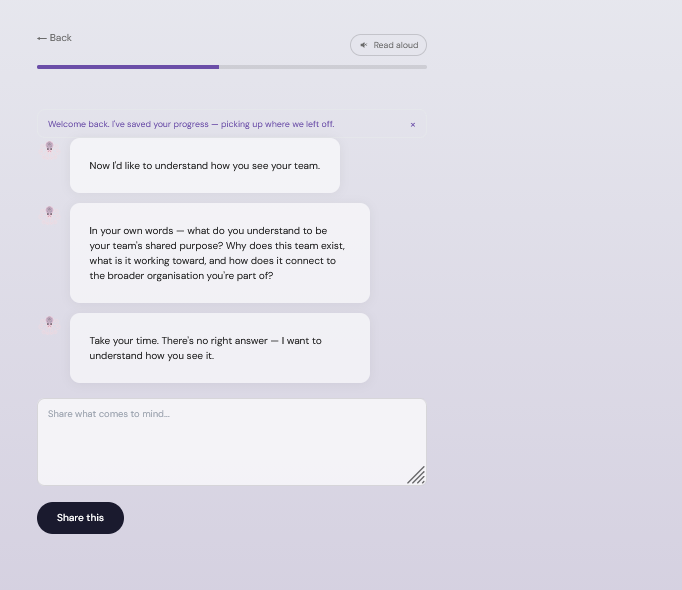 ← Back
Read aloud
Welcome back. I've saved your progress — picking up where we left off.
×
Now I'd like to understand how you see your team.
In your own words — what do you understand to be
your team's shared purpose? Why does this team exist,
what is it working toward, and how does it connect to
the broader organisation you're part of?
Take your time. There's no right answer — I want to
understand how you see it.
Share what comes to mind...
Share this